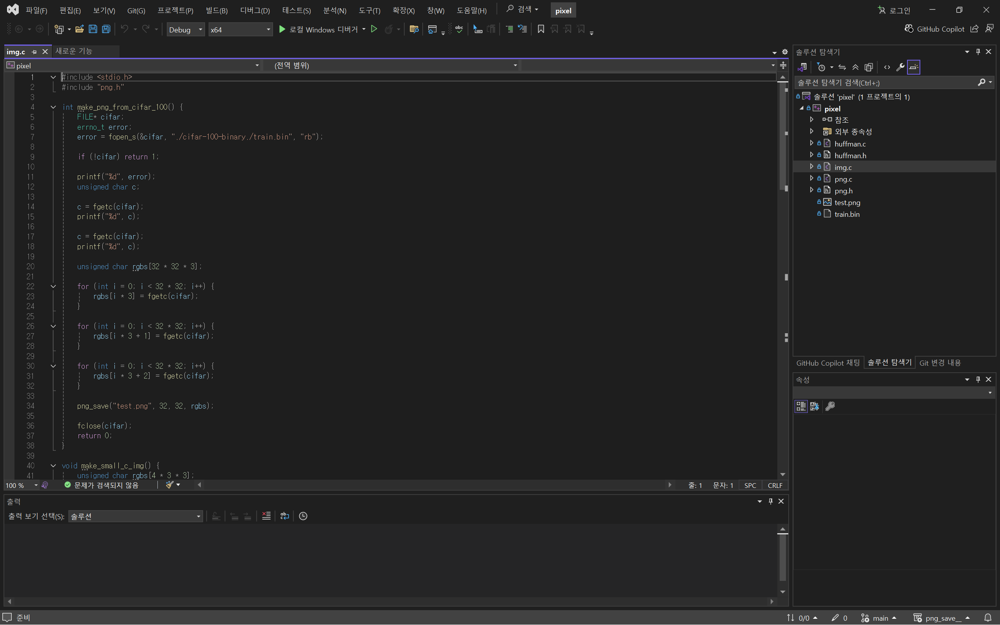 파일(F) 편집(E) 보기(V) Git(G) 프로젝트(P) 빌드(B) 디버그(D) 테스트(S) 분석(N) 도구(T) 확장(X) 창(W) 도움말(H) 검색 pixel 로그인
Debug x64 로컬 Windows 디버거 GitHub Copilot
img.c 새로운 기능
pixel (전역 범위)
1 #include <stdio.h>
2 #include "png.h"
3
4 int make_png_from_cifar_100() {
5 FILE* cifar;
6 errno_t error;
7 error = fopen_s(&cifar, "./cifar-100-binary./train.bin", "rb");
8
9 if (!cifar) return 1;
10
11 printf("%d", error);
12 unsigned char c;
13
14 c = fgetc(cifar);
15 printf("%d", c);
16
17 c = fgetc(cifar);
18 printf("%d", c);
19
20 unsigned char rgbs[32 * 32 * 3];
21
22 for (int i = 0; i < 32 * 32; i++) {
23 rgbs[i * 3] = fgetc(cifar);
24 }
25
26 for (int i = 0; i < 32 * 32; i++) {
27 rgbs[i * 3 + 1] = fgetc(cifar);
28 }
29
30 for (int i = 0; i < 32 * 32; i++) {
31 rgbs[i * 3 + 2] = fgetc(cifar);
32 }
33
34 png_save("test.png", 32, 32, rgbs);
35
36 fclose(cifar);
37 return 0;
38 }
39
40 void make_small_c_img() {
41 unsigned char rgbs[4 * 3 * 3];
100 % 문제가 검색되지 않음 줄: 1 문자: 1 SPC CRLF
출력
출력 보기 선택(S): 솔루션
솔루션 탐색기
솔루션 탐색기 검색(Ctrl+;)
솔루션 'pixel' (1 프로젝트의 1)
pixel
참조
외부 종속성
huffman.c
huffman.h
img.c
png.c
png.h
test.png
train.bin
GitHub Copilot 채팅 솔루션 탐색기 Git 변경 내용
속성
준비 0/0 0 main png_save__